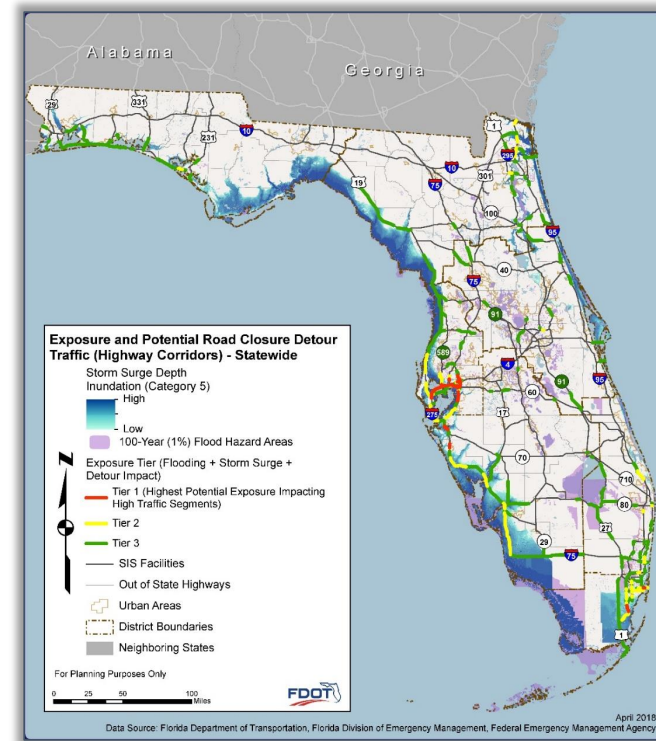 Alabama
Georgia
29
331
231
10
1
295
10
19
75
301
100
95
40
75
91
589
4
91
95
60
275
17
70
710
80
27
29
75
1
Exposure and Potential Road Closure Detour
Traffic (Highway Corridors) - Statewide
Storm Surge Depth
Inundation (Category 5)
High
Low
100-Year (1%) Flood Hazard Areas
N
Exposure Tier (Flooding + Storm Surge +
Detour Impact)
Tier 1 (Highest Potential Exposure Impacting
High Traffic Segments)
Tier 2
Tier 3
SIS Facilities
Out of State Highways
Urban Areas
District Boundaries
Neighboring States
For Planning Purposes Only
0 25 50 100
Miles
FDOT
April 2018
Data Source: Florida Department of Transportation, Florida Division of Emergency Management, Federal Emergency Management Agency